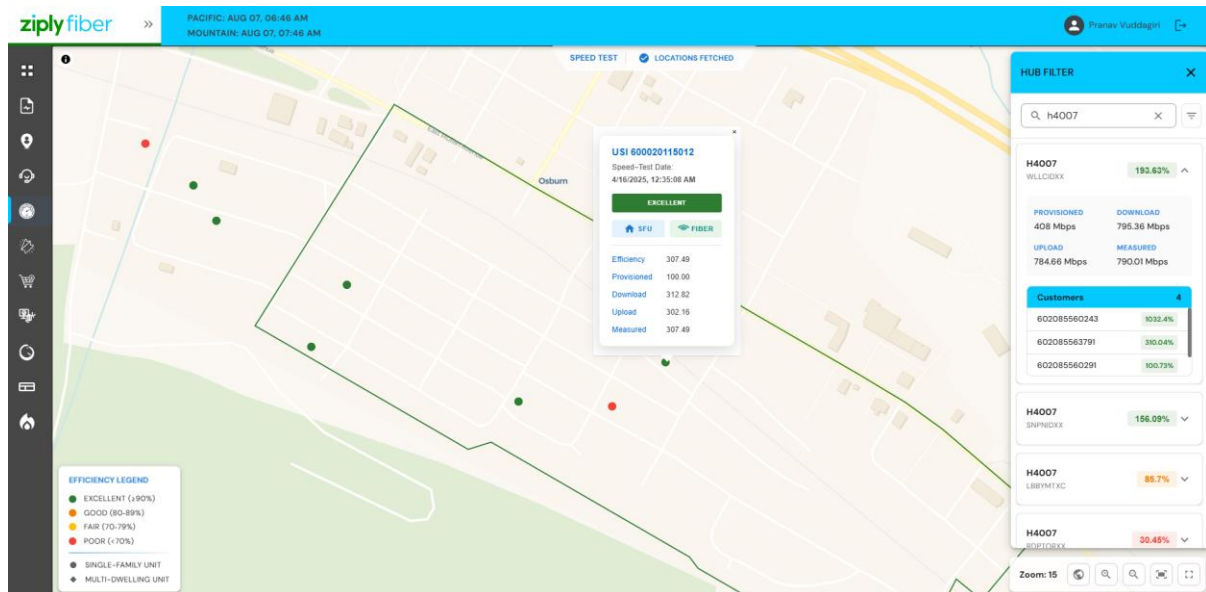 ziply fiber
»
PACIFIC: AUG 07, 06:46 AM
MOUNTAIN: AUG 07, 07:46 AM
Pranav Vuddagiri
SPEED TEST
LOCATIONS FETCHED
Osburn
USI 600020115012
Speed-Test Date:
4/16/2025, 12:35:08 AM
EXCELLENT
SFU
FIBER
Efficiency 307.49
Provisioned 100.00
Download 312.82
Upload 302.16
Measured 307.49
HUB FILTER
h4007
H4007
WLLCIDXX
193.63%
PROVISIONED DOWNLOAD
408 Mbps 795.36 Mbps
UPLOAD MEASURED
784.66 Mbps 790.01 Mbps
Customers 4
602085560243 1032.4%
602085563791 310.04%
602085560291 100.73%
H4007
SNPNIDXX
156.09%
H4007
LBBYMTXC
85.7%
H4007
30.45%
EFFICIENCY LEGEND
EXCELLENT (≥90%)
GOOD (80-89%)
FAIR (70-79%)
POOR (<70%)
SINGLE-FAMILY UNIT
MULTI-DWELLING UNIT
Zoom: 15